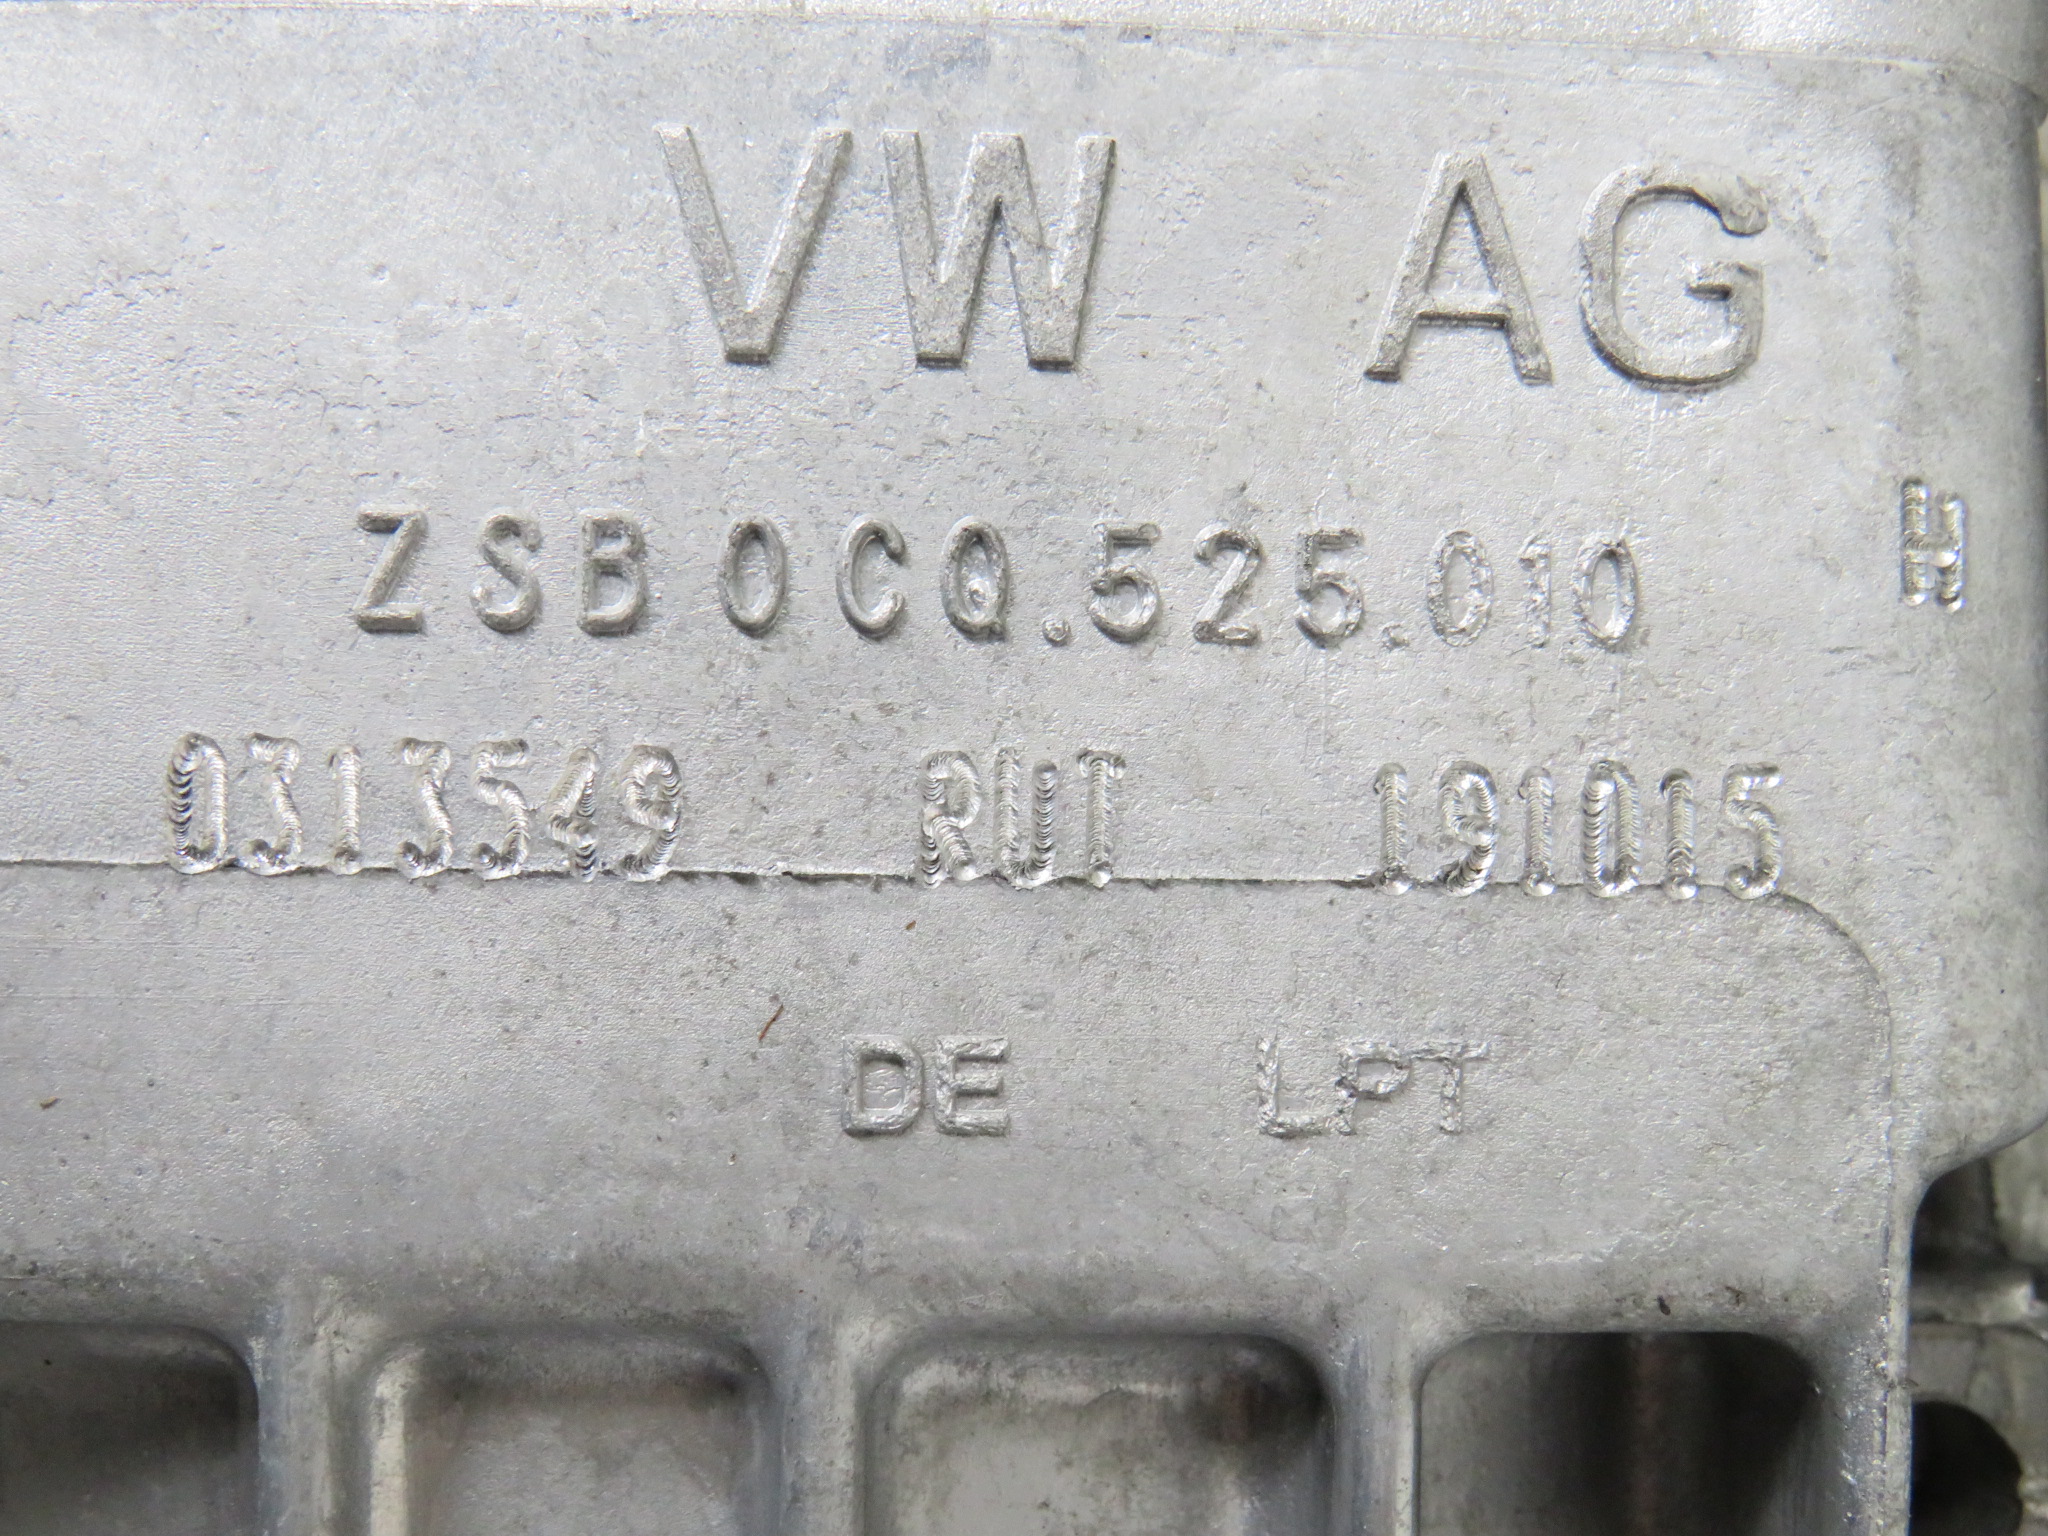 VW AG
ZSB 0CQ.525.010 H
0313549 RUT 191015
DE LPT